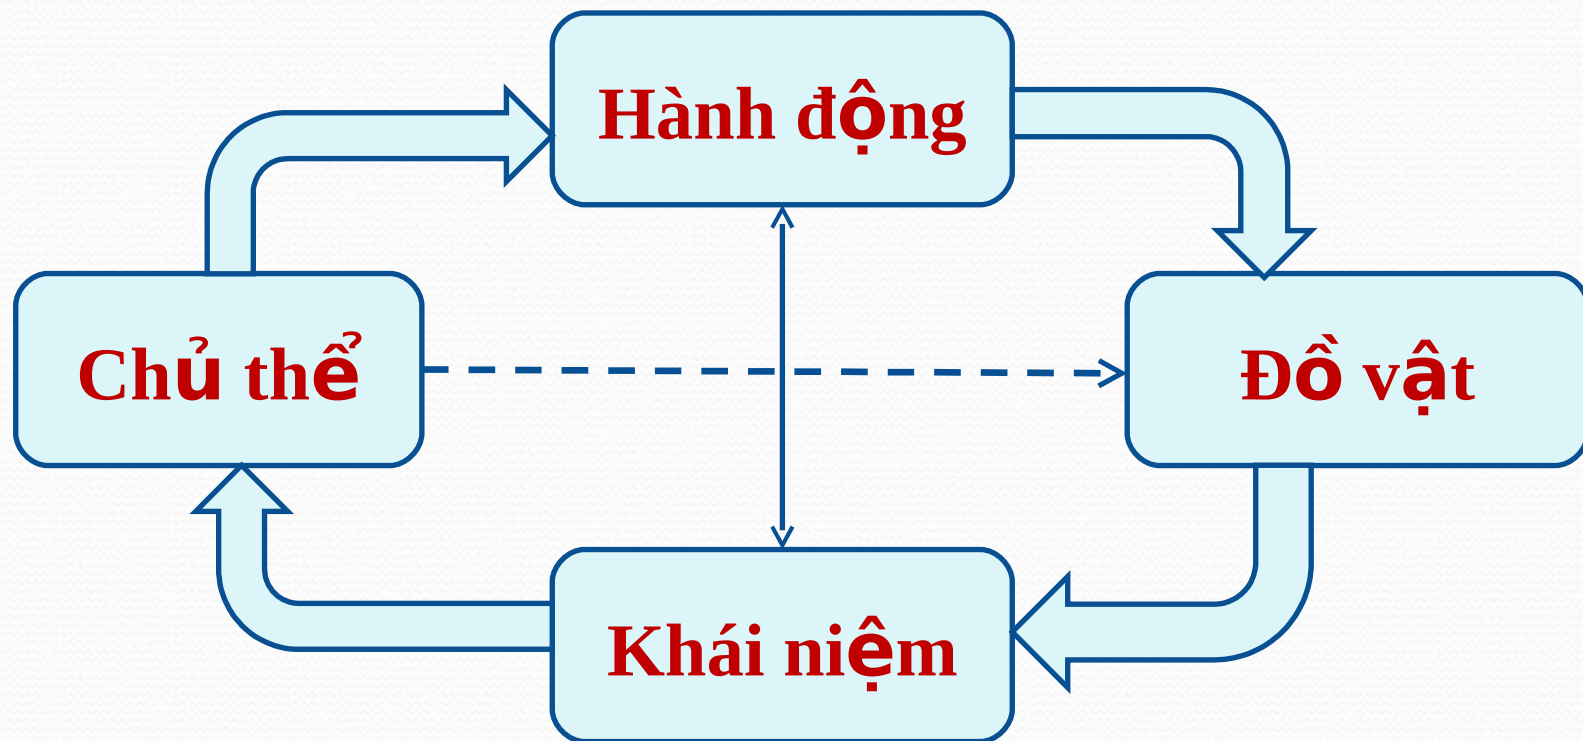 Hành động
Chủ thể
Đồ vật
Khái niệm